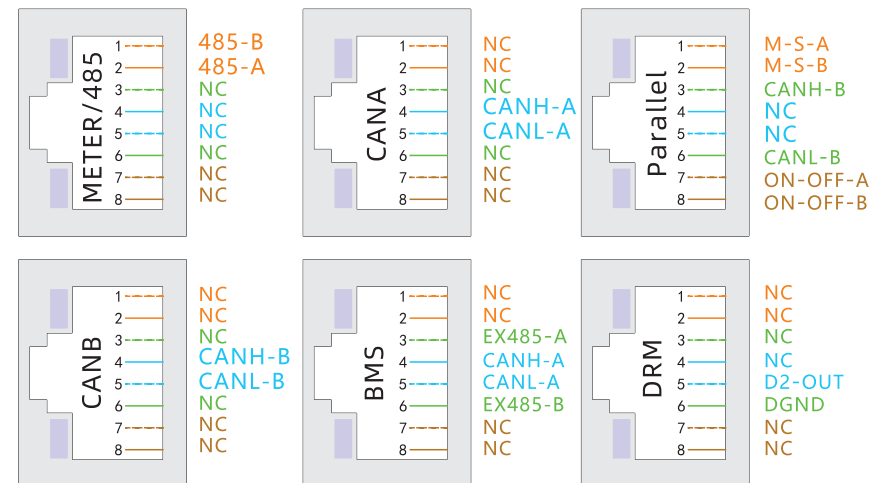 METER/485
1 485-B
2 485-A
3 NC
4 NC
5 NC
6 NC
7 NC
8 NC
CANA
1 NC
2 NC
3 NC
4 CANH-A
5 CANL-A
6 NC
7 NC
8 NC
Parallel
1 M-S-A
2 M-S-B
3 CANH-B
4 NC
5 NC
6 CANL-B
7 ON-OFF-A
8 ON-OFF-B
CANB
1 NC
2 NC
3 NC
4 CANH-B
5 CANL-B
6 NC
7 NC
8 NC
BMS
1 NC
2 NC
3 EX485-A
4 CANH-A
5 CANL-A
6 EX485-B
7 NC
8 NC
DRM
1 NC
2 NC
3 NC
4 NC
5 D2-OUT
6 DGND
7 NC
8 NC